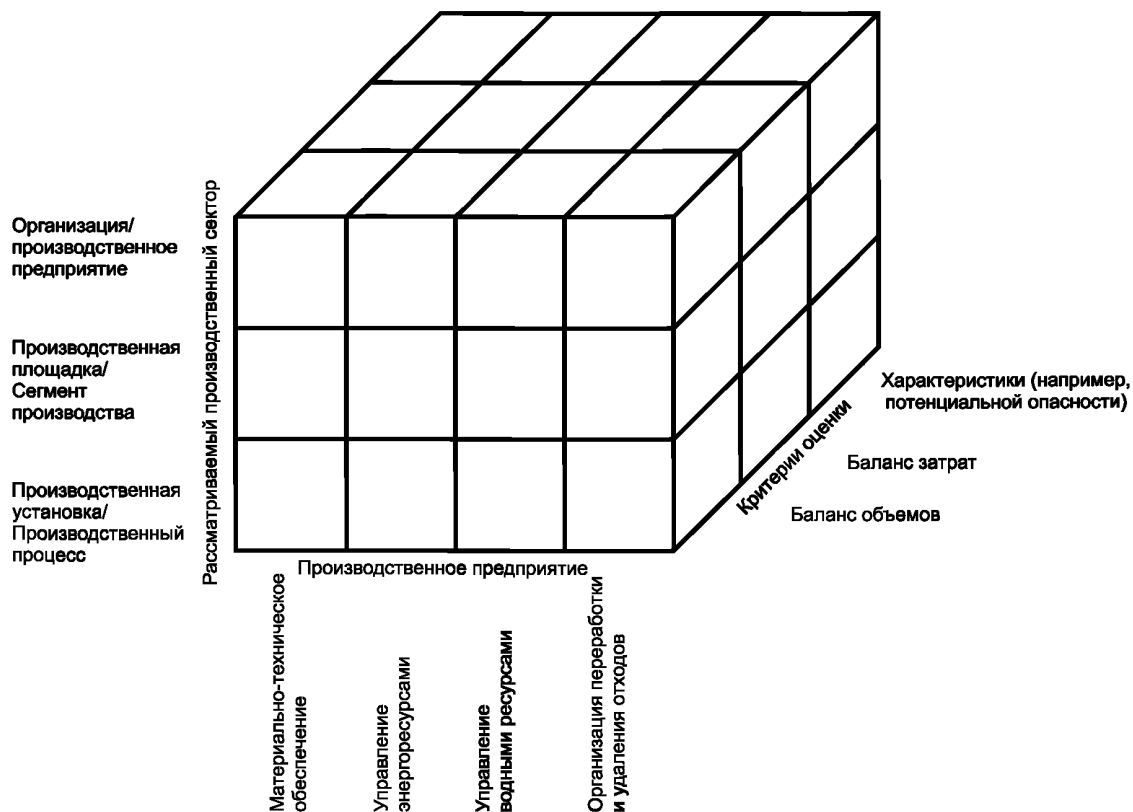 Организация/
производственное
предприятие
Производственная
площадка/
Сегмент
производства
Производственная
установка/
Производственный
процесс
Рассматриваемый производственный сектор
Производственное предприятие
Материально-техническое
обеспечение
Управление
энергоресурсами
Управление
водными ресурсами
Организация переработки
и удаления отходов
Критерии оценки
Характеристики (например,
потенциальной опасности)
Баланс затрат
Баланс объемов